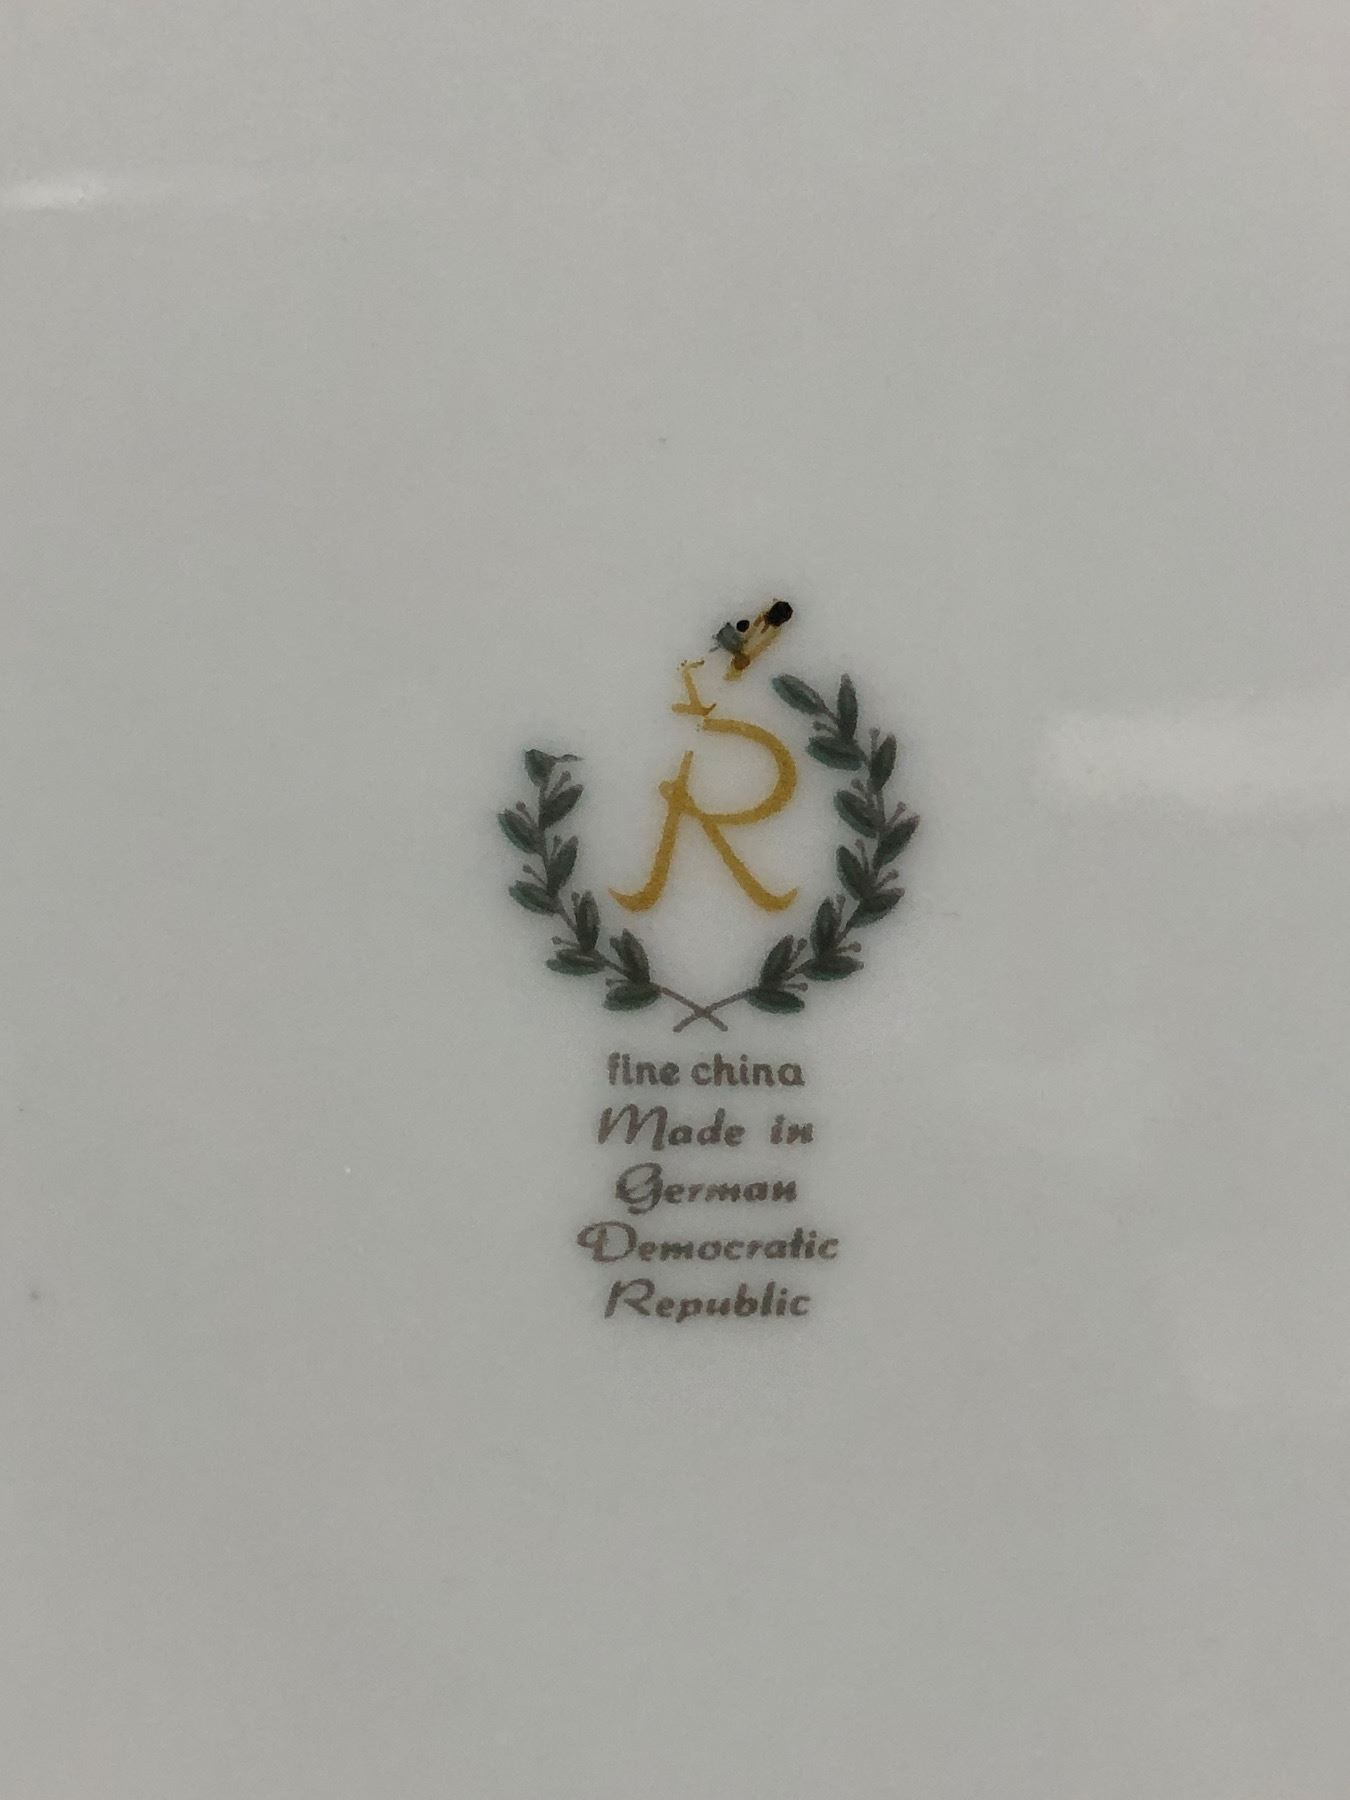 R
fine china
Made in
German
Democratic
Republic